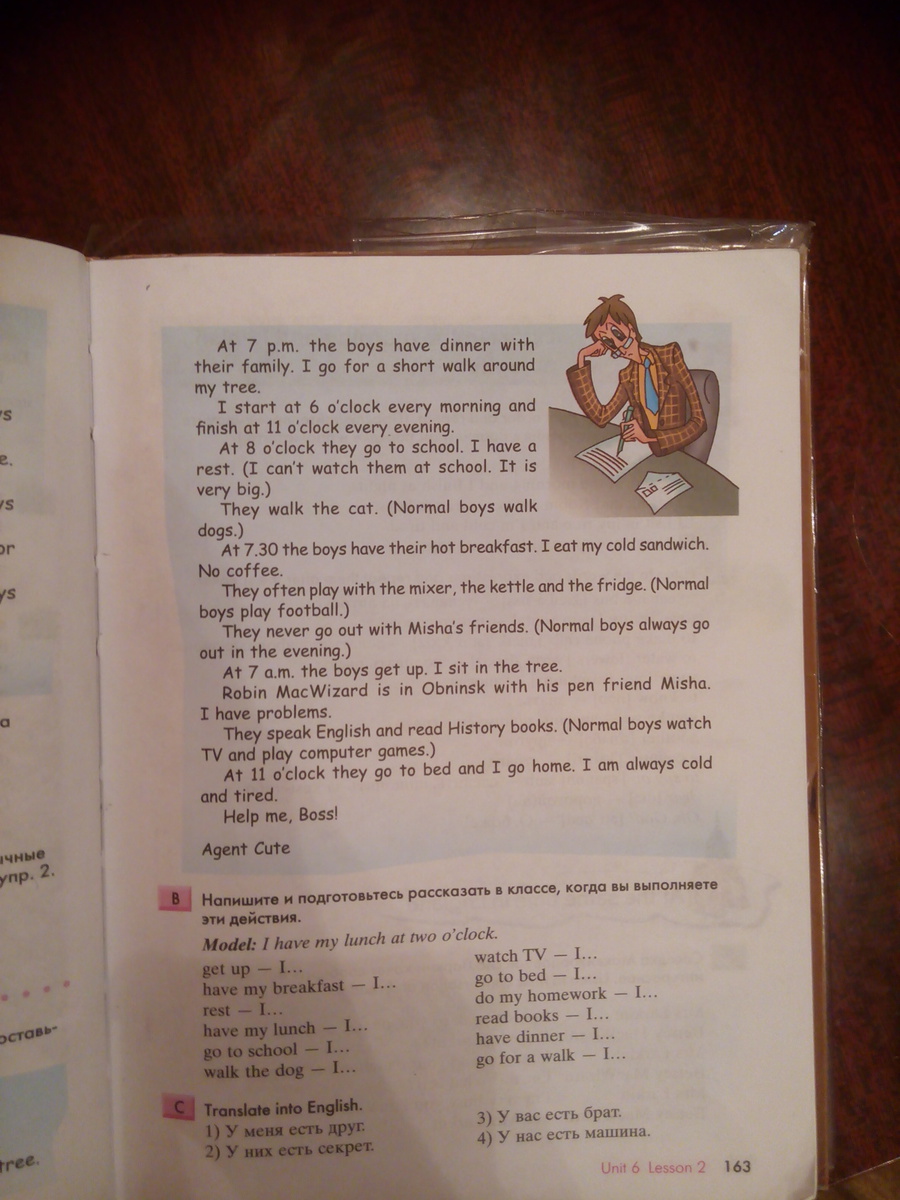 At 7 p.m. the boys have dinner with
their family. I go for a short walk around
my tree.
I start at 6 o'clock every morning and
finish at 11 o'clock every evening.
At 8 o'clock they go to school. I have a
rest. (I can't watch them at school. It is
very big.)
They walk the cat. (Normal boys walk
dogs.)
At 7.30 the boys have their hot breakfast. I eat my cold sandwich.
No coffee.
They often play with the mixer, the kettle and the fridge. (Normal
boys play football.)
They never go out with Misha's friends. (Normal boys always go
out in the evening.)
At 7 a.m. the boys get up. I sit in the tree.
Robin MacWizard is in Obninsk with his pen friend Misha.
I have problems.
They speak English and read History books. (Normal boys watch
TV and play computer games.)
At 11 o'clock they go to bed and I go home. I am always cold
and tired.
Help me, Boss!
Agent Cute
B Напишите и подготовьтесь рассказать в классе, когда вы выполняете
эти действия.
Model: I have my lunch at two o'clock.
get up — I...
have my breakfast — I...
rest — I...
have my lunch — I...
go to school — I...
walk the dog — I...
watch TV — I...
go to bed — I...
do my homework — I...
read books — I...
have dinner — I...
go for a walk — I...
C Translate into English.
1) У меня есть друг.
2) У них есть секрет.
3) У вас есть брат.
4) У нас есть машина.
Unit 6 Lesson 2 163
упр. 2.
tree.